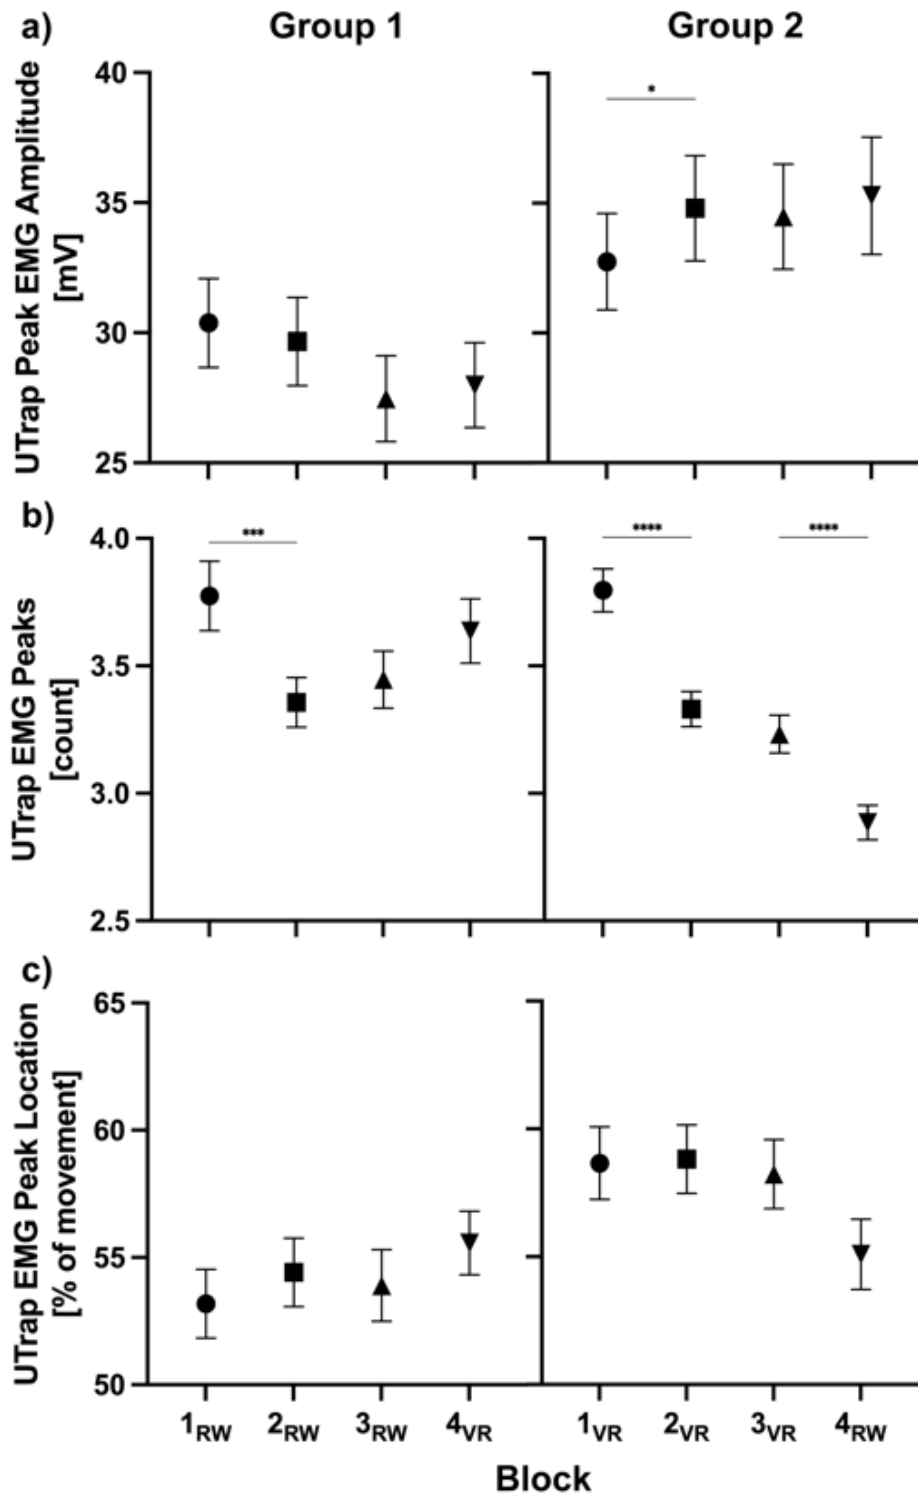 a) Group 1 Group 2
UTrap Peak EMG Amplitude
[mV]
40
35
30
25
*
b)
UTrap EMG Peaks
[count]
4.0
3.5
3.0
2.5
*** **** ****
c)
UTrap EMG Peak Location
[% of movement]
65
60
55
50
1RW 2RW 3RW 4VR 1VR 2VR 3VR 4RW
Block